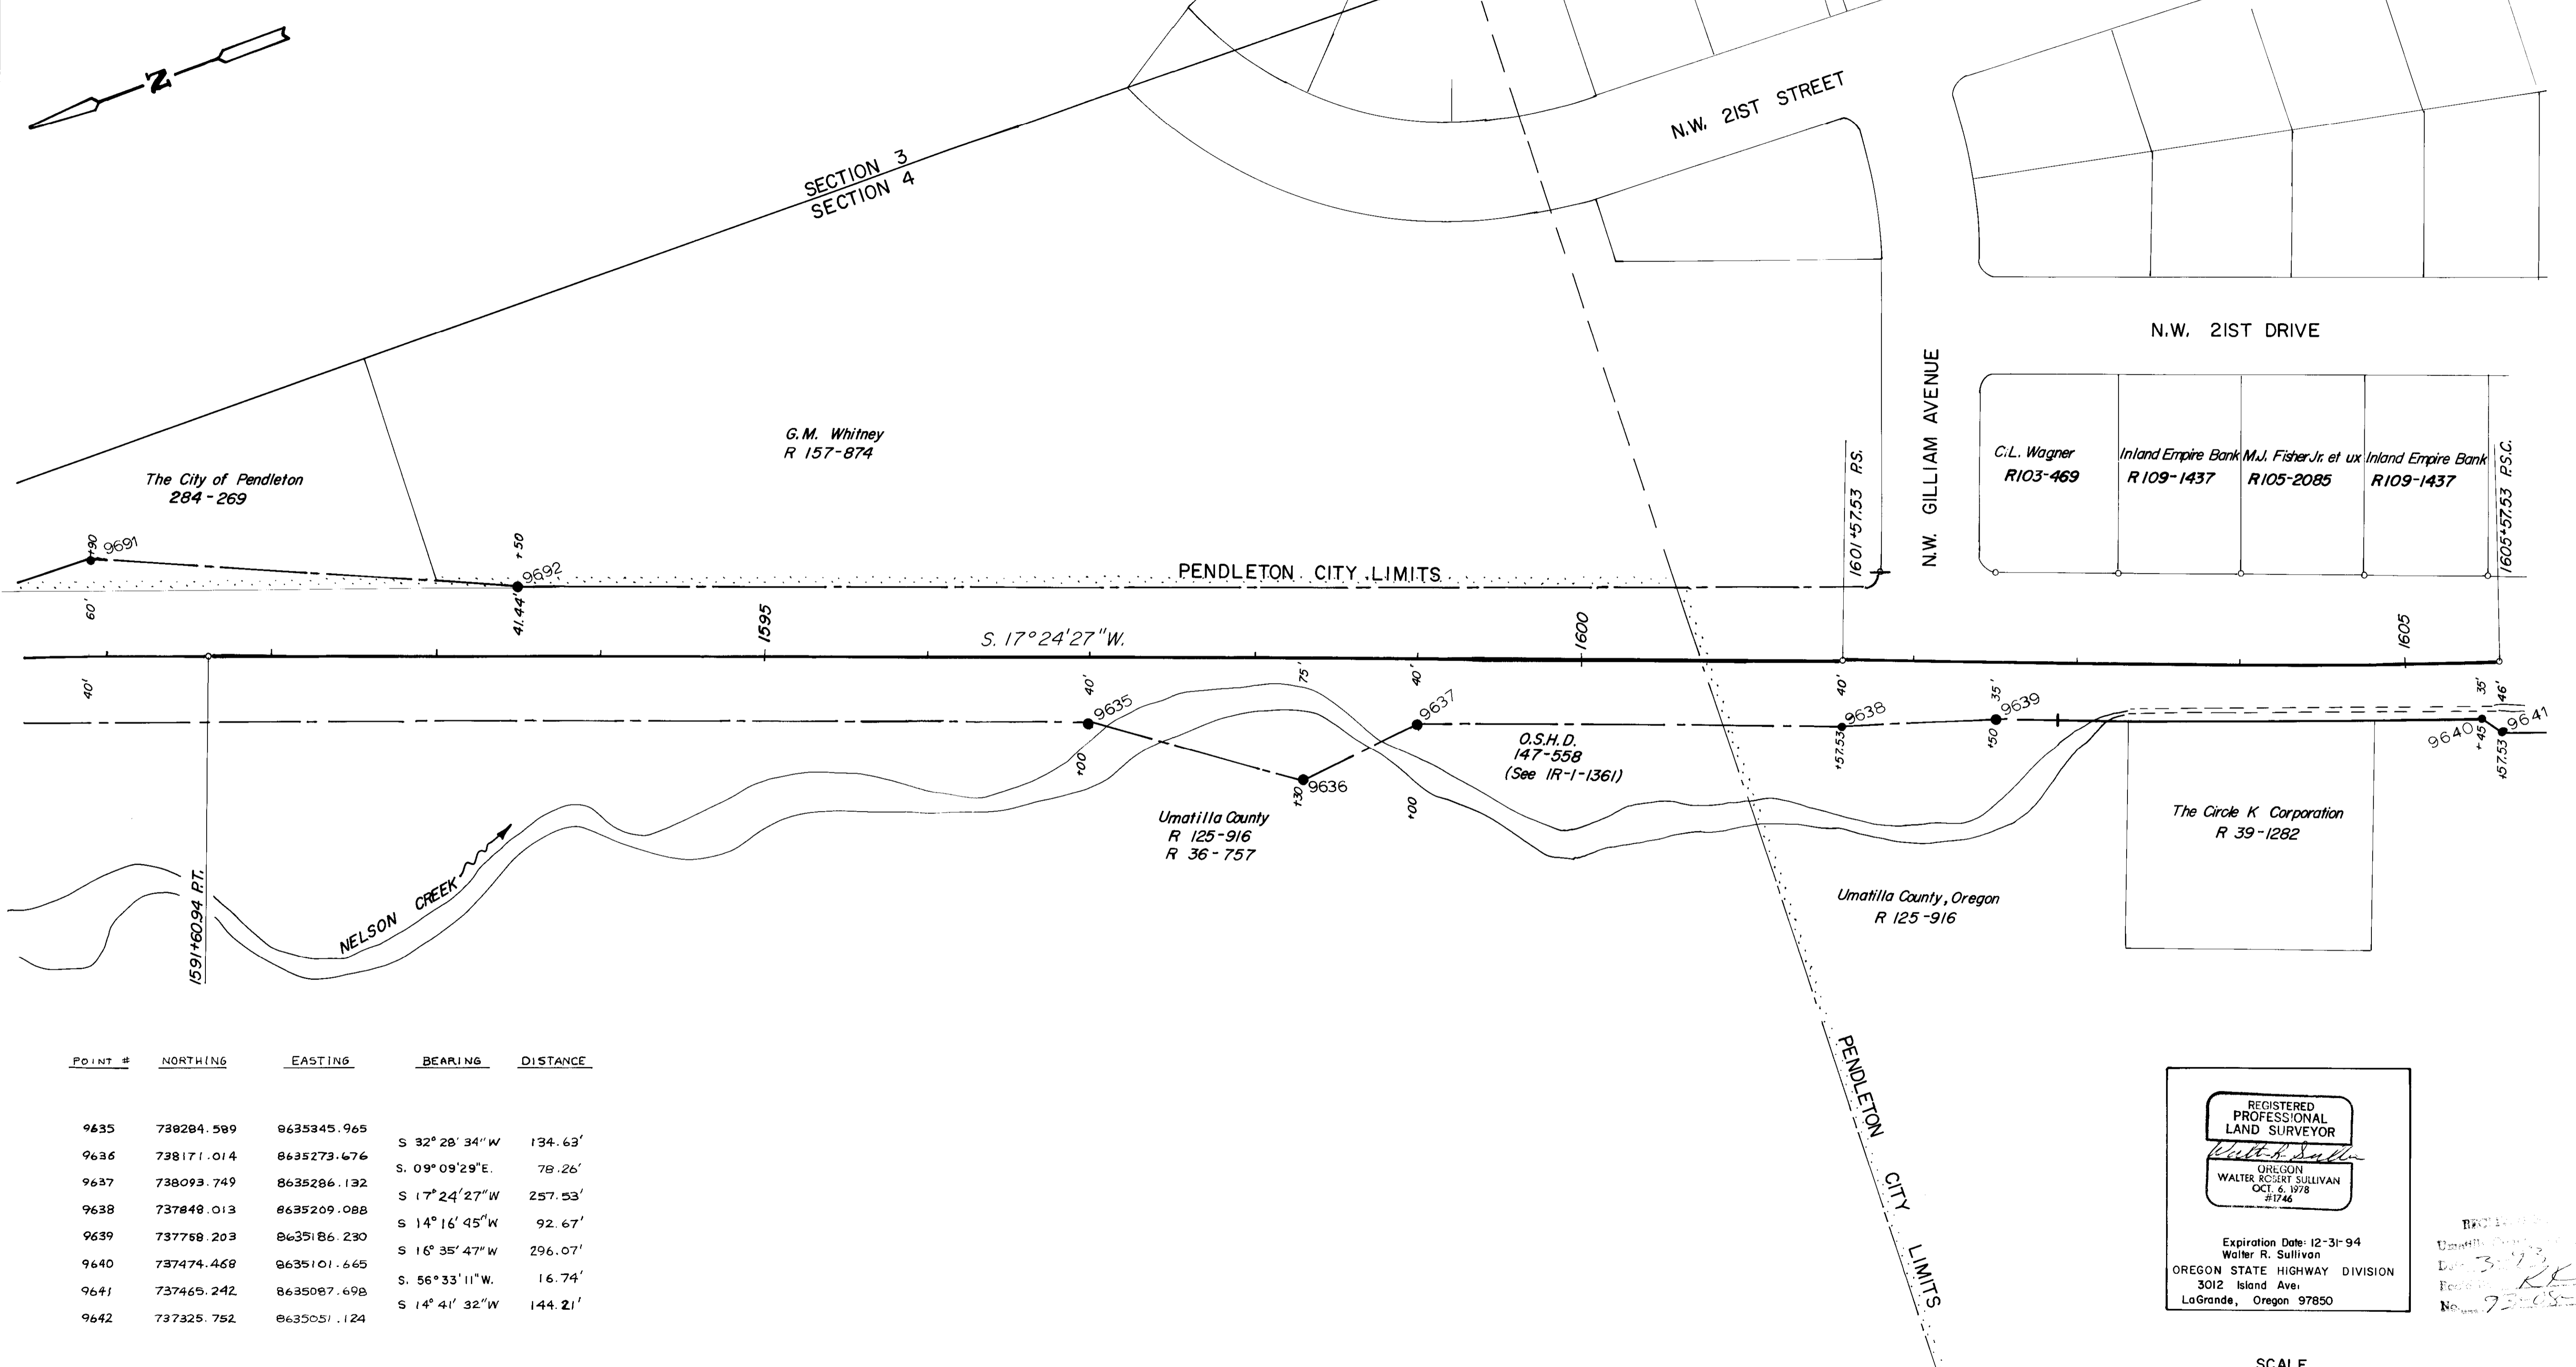 N
SECTION 3
SECTION 4
N.W. 21ST STREET
N.W. 21ST DRIVE
N.W. GILLIAM AVENUE
G.M. Whitney
R 157-874
The City of Pendleton
284-269
C.L. Wagner
R103-469
Inland Empire Bank
R109-1437
M.J. Fisher Jr. et ux
R105-2085
Inland Empire Bank
R109-1437
1601+57.53 P.S.
1605+57.53 P.S.C.
+90
9691
60'
+50
9692
41.44'
PENDLETON CITY LIMITS
1595
S. 17°24'27"W.
1600
1605
40'
40'
9635
+00
75'
+30
9636
40'
9637
+00
O.S.H.D.
147-558
(See 1R-1-1361)
40'
9638
+57.53
35'
9639
+50
35'
9640
+45
46'
9641
+57.53
Umatilla County
R 125-916
R 36-757
The Circle K Corporation
R 39-1282
Umatilla County, Oregon
R 125-916
NELSON CREEK
1591+60.94 P.T.
PENDLETON CITY LIMITS
POINT # NORTHING EASTING BEARING DISTANCE
9635 738284.589 8635345.965
S 32° 28' 34" W 134.63'
9636 738171.014 8635273.676
S. 09°09'29"E. 78.26'
9637 738093.749 8635286.132
S 17°24'27"W 257.53'
9638 737848.013 8635209.088
S 14°16'45"W 92.67'
9639 737758.203 8635186.230
S 16°35'47"W 296.07'
9640 737474.468 8635101.665
S. 56°33'11"W. 16.74'
9641 737465.242 8635087.698
S 14°41'32"W 144.21'
9642 737325.752 8635051.124
REGISTERED
PROFESSIONAL
LAND SURVEYOR
OREGON
WALTER ROBERT SULLIVAN
OCT. 6, 1978
#1746
Expiration Date: 12-31-94
Walter R. Sullivan
OREGON STATE HIGHWAY DIVISION
3012 Island Ave.
LaGrande, Oregon 97850
No.
SCALE